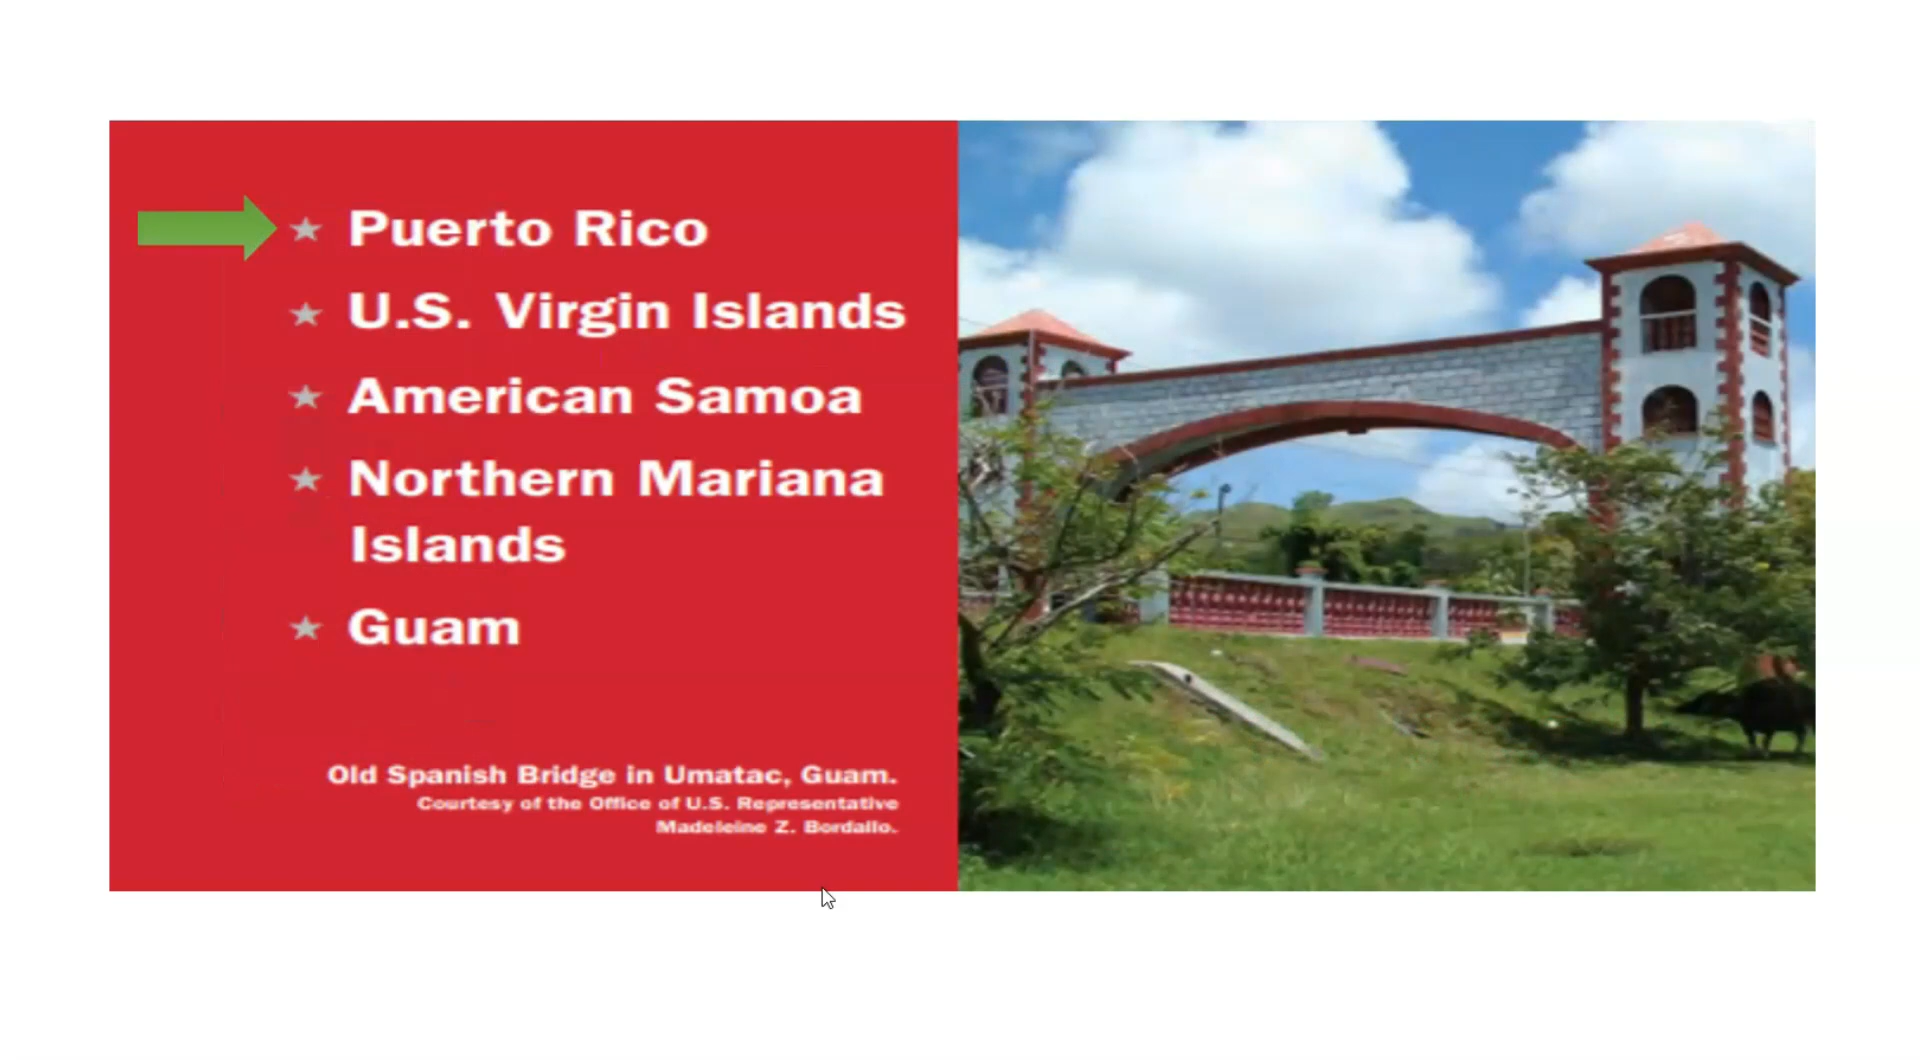 Puerto Rico
U.S. Virgin Islands
American Samoa
Northern Mariana
Islands
Guam
Old Spanish Bridge in Umatac, Guam.
Courtesy of the Office of U.S. Representative
Madeleine Z. Bordallo.